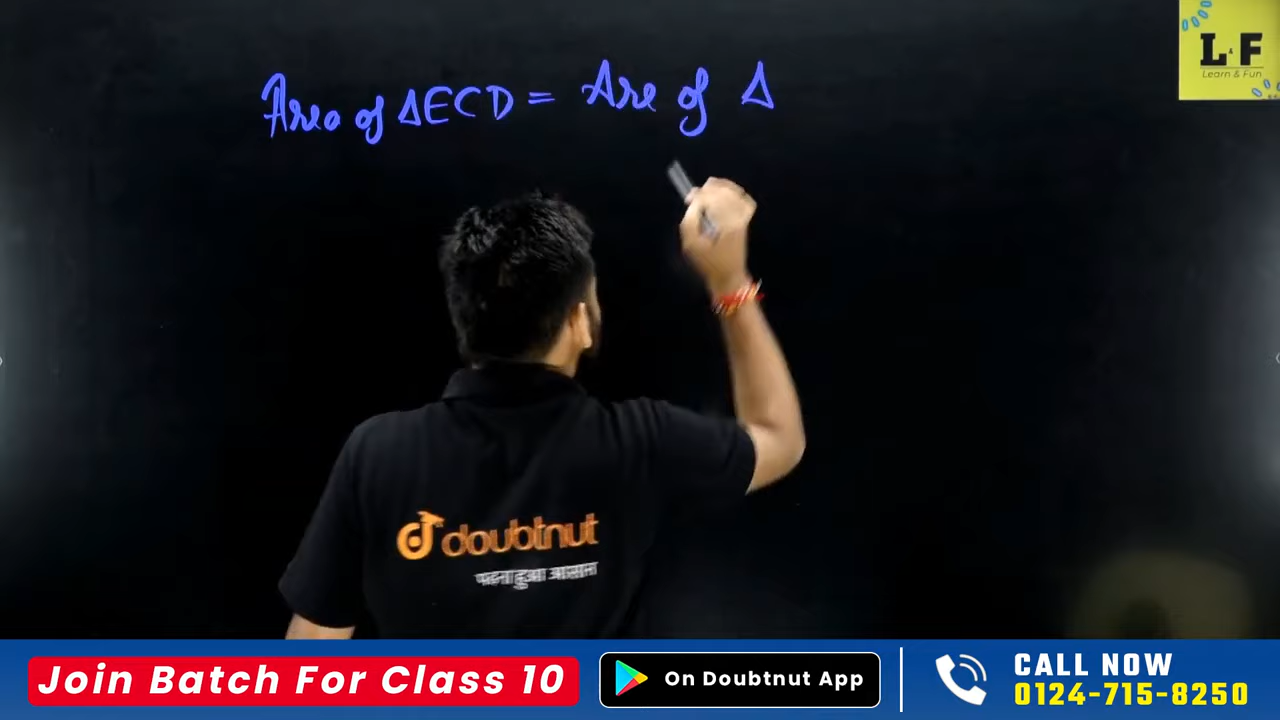 L&F
Learn & Fun
Area of ΔECD = Are of Δ
doubtnut
पढ़ना हुआ आसान
Join Batch For Class 10
On Doubtnut App
CALL NOW
0124-715-8250